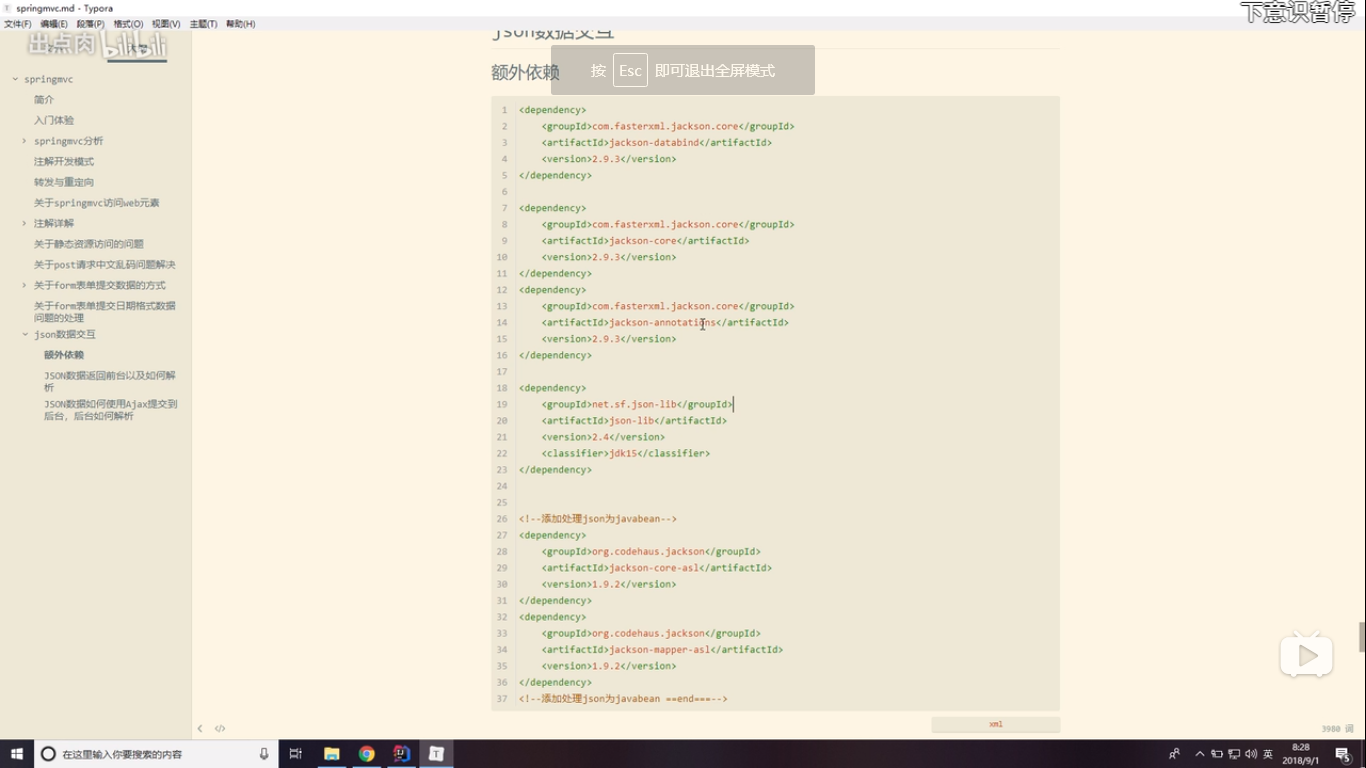 springmvc.md - Typora
下意识暂停
文件(F) 编辑(E) 段落(P) 格式(O) 视图(V) 主题(T) 帮助(H)
出点肉 bilibili
json数据交互
额外依赖
按 Esc 即可退出全屏模式
springmvc
简介
入门体验
springmvc分析
注解开发模式
转发与重定向
关于springmvc访问web元素
注解详解
关于静态资源访问的问题
关于post请求中文乱码问题解决
关于form表单提交数据的方式
关于form表单提交日期格式数据
问题的处理
json数据交互
额外依赖
JSON数据返回前台以及如何解
析
JSON数据如何使用Ajax提交到
后台，后台如何解析
1 <dependency>
2 <groupId>com.fasterxml.jackson.core</groupId>
3 <artifactId>jackson-databind</artifactId>
4 <version>2.9.3</version>
5 </dependency>
6
7 <dependency>
8 <groupId>com.fasterxml.jackson.core</groupId>
9 <artifactId>jackson-core</artifactId>
10 <version>2.9.3</version>
11 </dependency>
12 <dependency>
13 <groupId>com.fasterxml.jackson.core</groupId>
14 <artifactId>jackson-annotations</artifactId>
15 <version>2.9.3</version>
16 </dependency>
17
18 <dependency>
19 <groupId>net.sf.json-lib</groupId>
20 <artifactId>json-lib</artifactId>
21 <version>2.4</version>
22 <classifier>jdk15</classifier>
23 </dependency>
24
25
26 <!--添加处理json为javabean-->
27 <dependency>
28 <groupId>org.codehaus.jackson</groupId>
29 <artifactId>jackson-core-asl</artifactId>
30 <version>1.9.2</version>
31 </dependency>
32 <dependency>
33 <groupId>org.codehaus.jackson</groupId>
34 <artifactId>jackson-mapper-asl</artifactId>
35 <version>1.9.2</version>
36 </dependency>
37 <!--添加处理json为javabean ==end===-->
xml
3980 词
在这里输入你要搜索的内容
英
8:28
2018/9/1
5